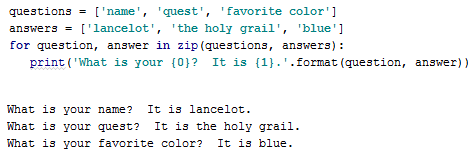 questions = ['name', 'quest', 'favorite color']
answers = ['lancelot', 'the holy grail', 'blue']
for question, answer in zip(questions, answers):
   print('What is your {0}?  It is {1}.'.format(question, answer))
What is your name?  It is lancelot.
What is your quest?  It is the holy grail.
What is your favorite color?  It is blue.